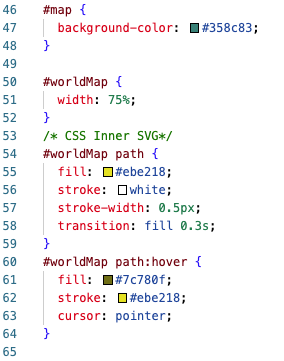 46 #map {
47   background-color: #358c83;
48 }
49
50 #worldMap {
51   width: 75%;
52 }
53 /* CSS Inner SVG*/
54 #worldMap path {
55   fill: #ebe218;
56   stroke: white;
57   stroke-width: 0.5px;
58   transition: fill 0.3s;
59 }
60 #worldMap path:hover {
61   fill: #7c780f;
62   stroke: #ebe218;
63   cursor: pointer;
64 }
65